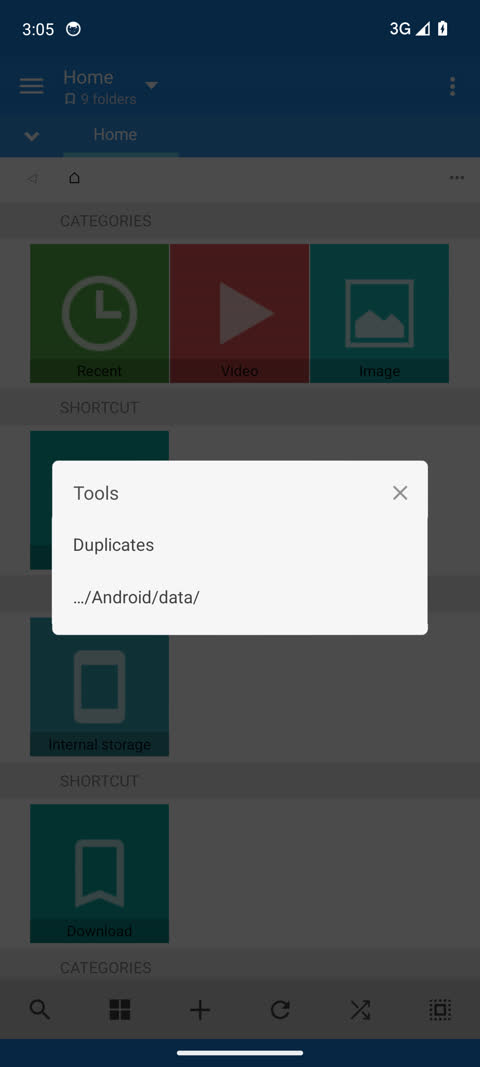 3:05
3G
Home
9 folders
Home
CATEGORIES
Recent
Video
Image
SHORTCUT
Tools
Duplicates
.../Android/data/
Internal storage
SHORTCUT
Download
CATEGORIES